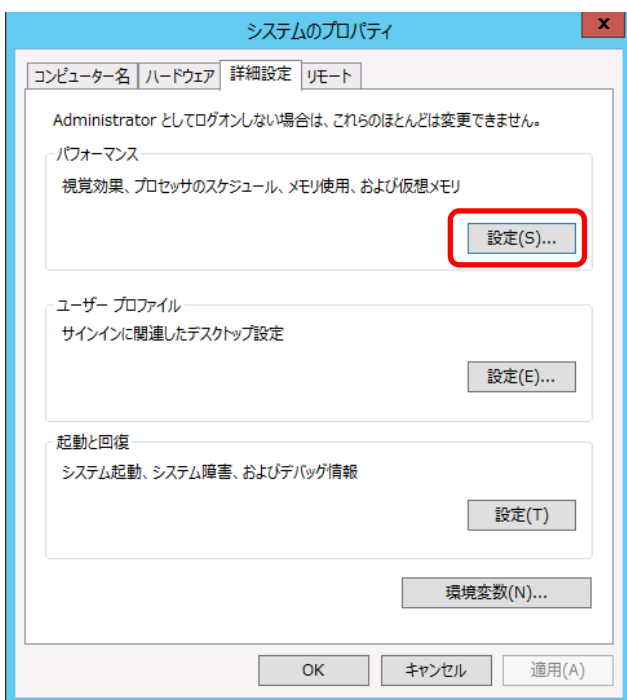 システムのプロパティ
x
コンピューター名 ハードウェア 詳細設定 リモート
Administrator としてログオンしない場合は、これらのほとんどは変更できません。
パフォーマンス
視覚効果、プロセッサのスケジュール、メモリ使用、および仮想メモリ
設定(S)...
ユーザー プロファイル
サインインに関連したデスクトップ設定
設定(E)...
起動と回復
システム起動、システム障害、およびデバッグ情報
設定(T)
環境変数(N)...
OK キャンセル 適用(A)